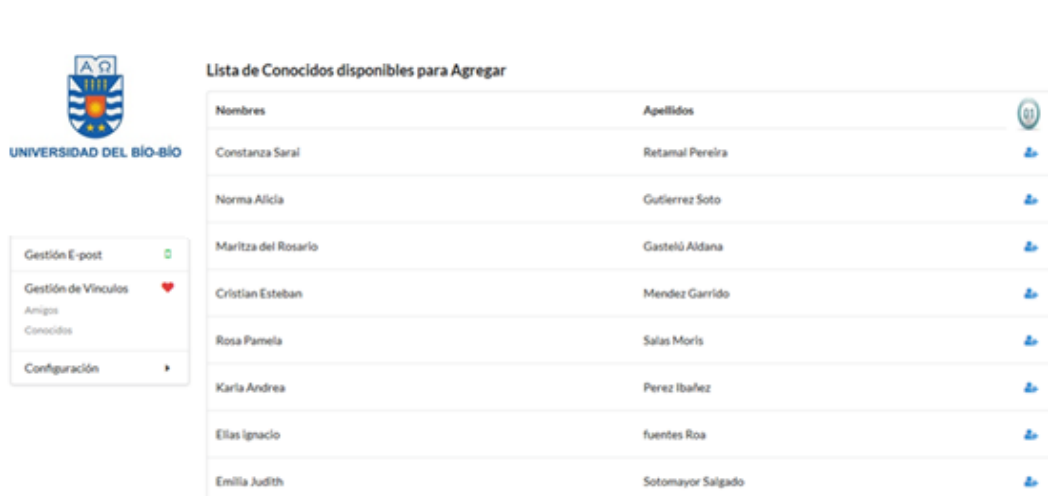 ΑΩ
UNIVERSIDAD DEL BÍO-BÍO
Gestión E-post
Gestión de Vínculos
Amigos
Conocidos
Configuración
Lista de Conocidos disponibles para Agregar
Nombres Apellidos 01
Constanza Sarai Retamal Pereira
Norma Alicia Gutierrez Soto
Maritza del Rosario Gastelú Aldana
Cristian Esteban Mendez Garrido
Rosa Pamela Salas Moris
Karla Andrea Perez Ibañez
Elias ignacio fuentes Roa
Emilia Judith Sotomayor Salgado